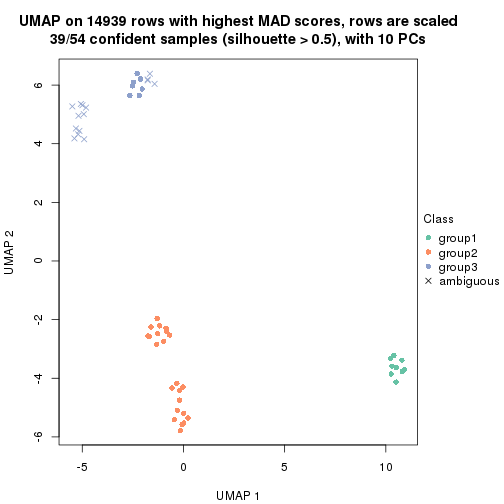 UMAP on 14939 rows with highest MAD scores, rows are scaled
39/54 confident samples (silhouette > 0.5), with 10 PCs
6
4
2
0
-2
-4
-6
UMAP 2
-5
0
5
10
UMAP 1
Class
group1
group2
group3
ambiguous